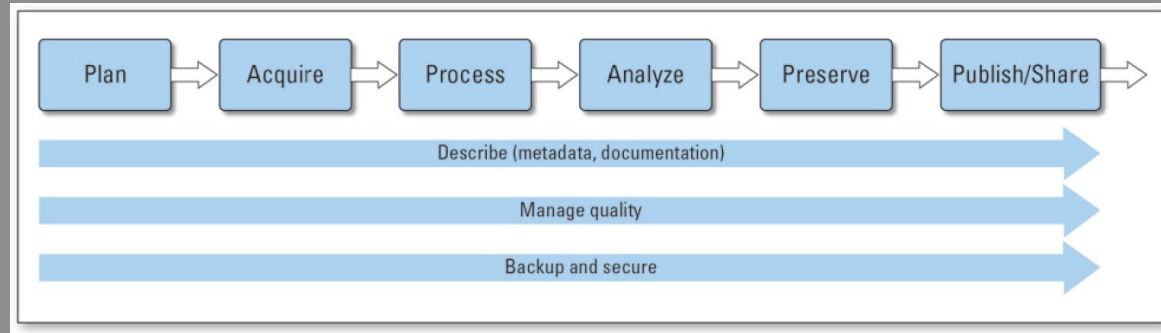 Plan
Acquire
Process
Analyze
Preserve
Publish/Share
Describe (metadata, documentation)
Manage quality
Backup and secure